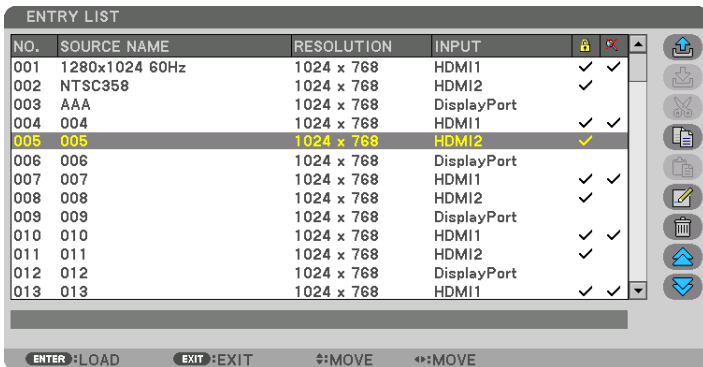 ENTRY LIST
NO. SOURCE NAME RESOLUTION INPUT
001 1280x1024 60Hz 1024 x 768 HDMI1 ✓ ✓
002 NTSC358 1024 x 768 HDMI2 ✓
003 AAA 1024 x 768 DisplayPort
004 004 1024 x 768 HDMI1 ✓ ✓
005 005 1024 x 768 HDMI2 ✓
006 006 1024 x 768 DisplayPort
007 007 1024 x 768 HDMI1 ✓ ✓
008 008 1024 x 768 HDMI2 ✓
009 009 1024 x 768 DisplayPort
010 010 1024 x 768 HDMI1 ✓ ✓
011 011 1024 x 768 HDMI2 ✓
012 012 1024 x 768 DisplayPort
013 013 1024 x 768 HDMI1 ✓ ✓
ENTER:LOAD EXIT:EXIT :MOVE :MOVE